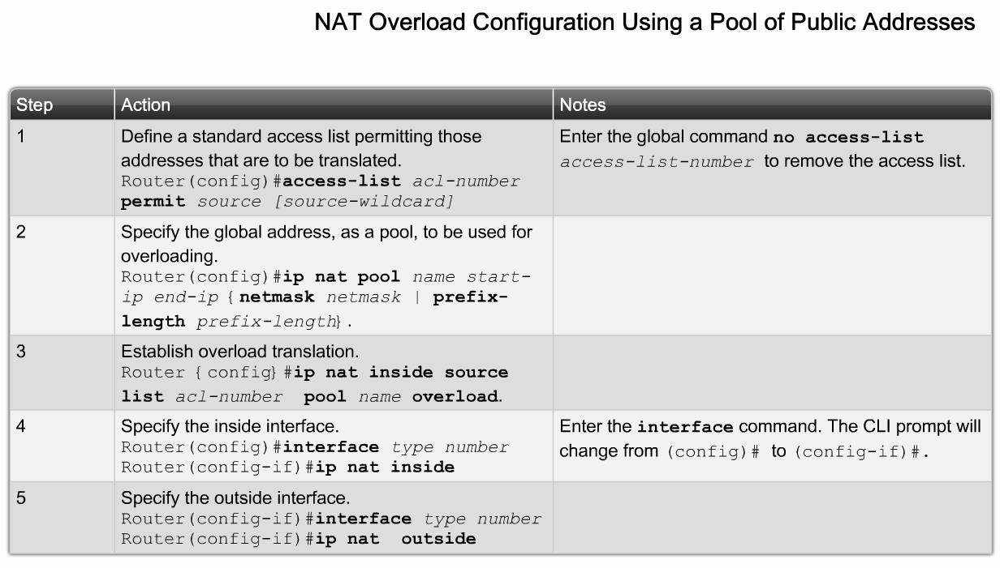 NAT Overload Configuration Using a Pool of Public Addresses
Step Action Notes
1 Define a standard access list permitting those
addresses that are to be translated.
Router(config)#access-list acl-number
permit source [source-wildcard]
Enter the global command no access-list
access-list-number to remove the access list.
2 Specify the global address, as a pool, to be used for
overloading.
Router(config)#ip nat pool name start-
ip end-ip {netmask netmask | prefix-
length prefix-length}.
3 Establish overload translation.
Router {config} #ip nat inside source
list acl-number pool name overload.
4 Specify the inside interface.
Router(config)#interface type number
Router(config-if)#ip nat inside
Enter the interface command. The CLI prompt will
change from (config)# to (config-if)#.
5 Specify the outside interface.
Router(config-if)#interface type number
Router(config-if)#ip nat outside